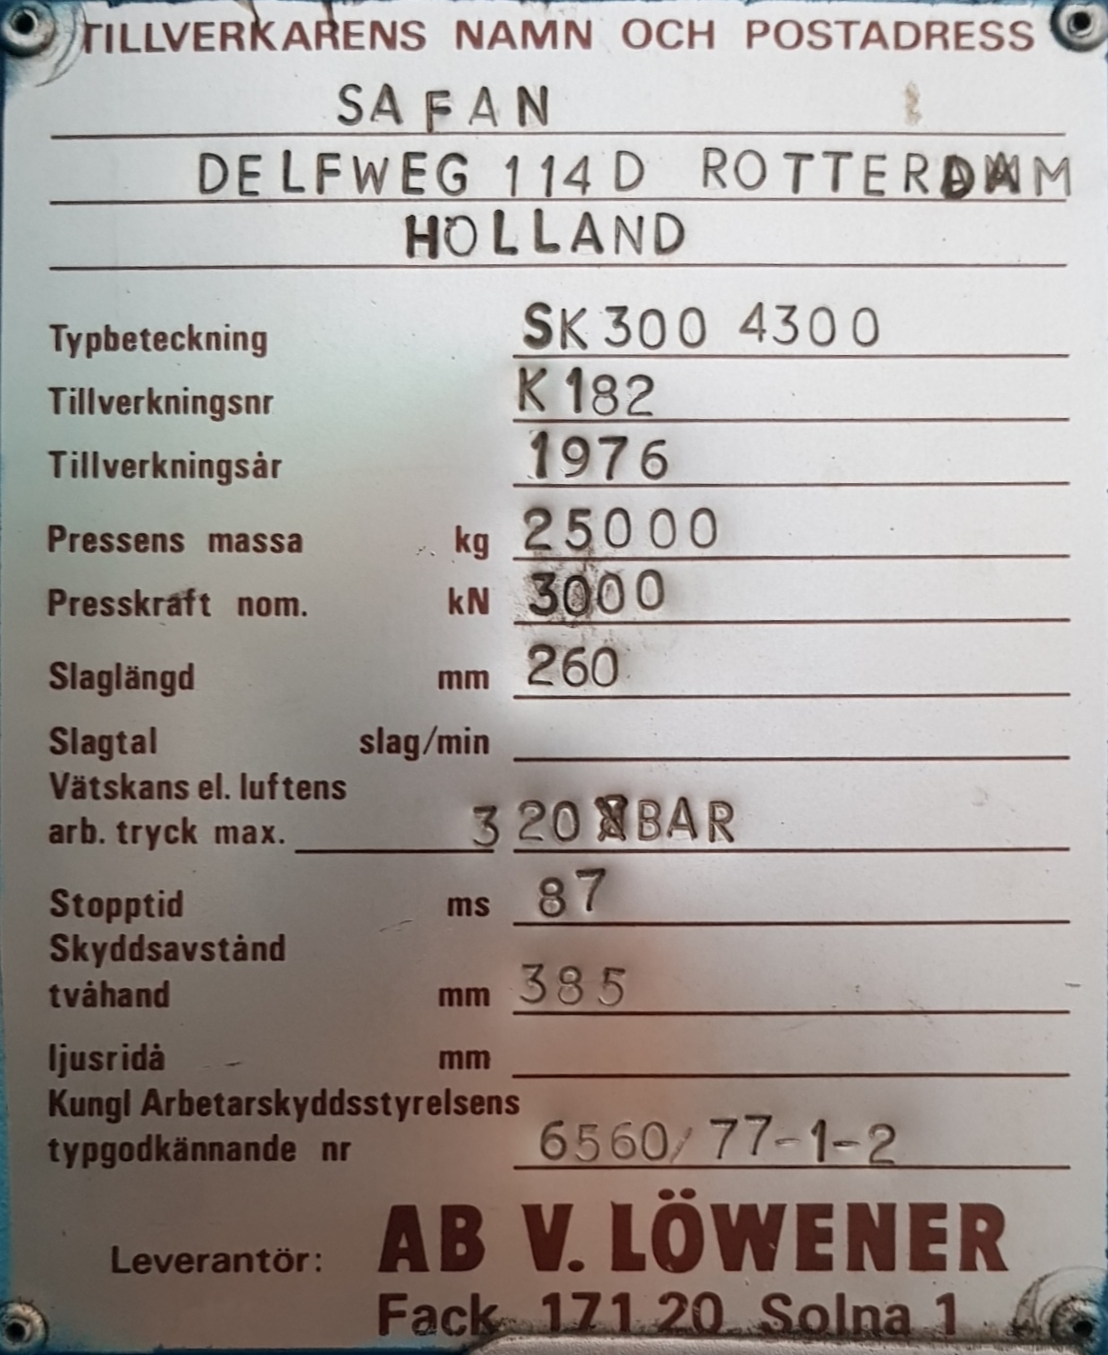 TILLVERKARENS NAMN OCH POSTADRESS
SAFAN
DELFWEG 114D ROTTERDAM
HOLLAND
Typbeteckning SK300 4300
Tillverkningsnr K182
Tillverkningsår 1976
Pressens massa kg 25000
Presskraft nom. kN 3000
Slaglängd mm 260
Slagtal slag/min
Vätskans el. luftens
arb. tryck max. 320 BAR
Stopptid ms 87
Skyddsavstånd
tvåhand mm 385
ljusridå mm
Kungl Arbetarskyddsstyrelsens
typgodkännande nr 6560/77-1-2
Leverantör: AB V. LÖWENER
Fack 171 20 Solna 1